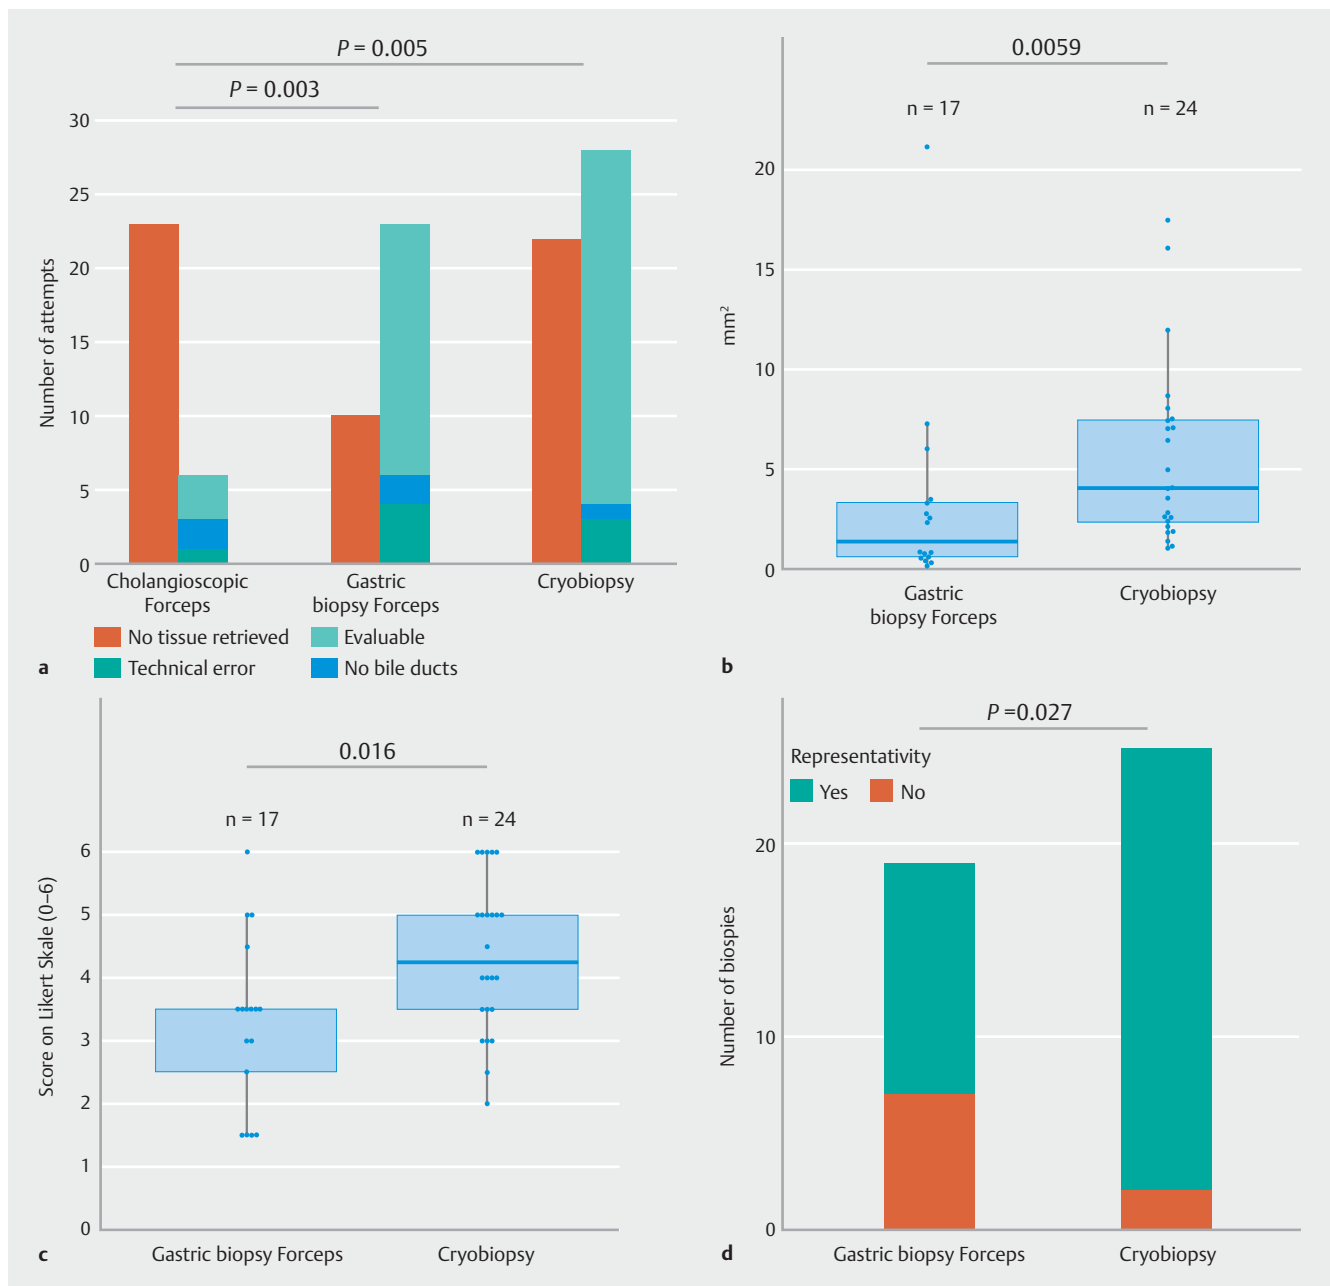 P = 0.005
P = 0.003
30
25
20
15
10
5
0
Number of attempts
Cholangioscopic
Forceps
Gastric
biopsy Forceps
Cryobiopsy
No tissue retrieved
Evaluable
Technical error
No bile ducts
a
0.0059
n = 17
n = 24
20
15
10
5
0
mm²
Gastric
biopsy Forceps
Cryobiopsy
b
0.016
n = 17
n = 24
6
5
4
3
2
1
0
Score on Likert Skale (0–6)
Gastric biopsy Forceps
Cryobiopsy
c
P =0.027
Representativity
Yes
No
20
10
0
Number of biospies
Gastric biopsy Forceps
Cryobiopsy
d